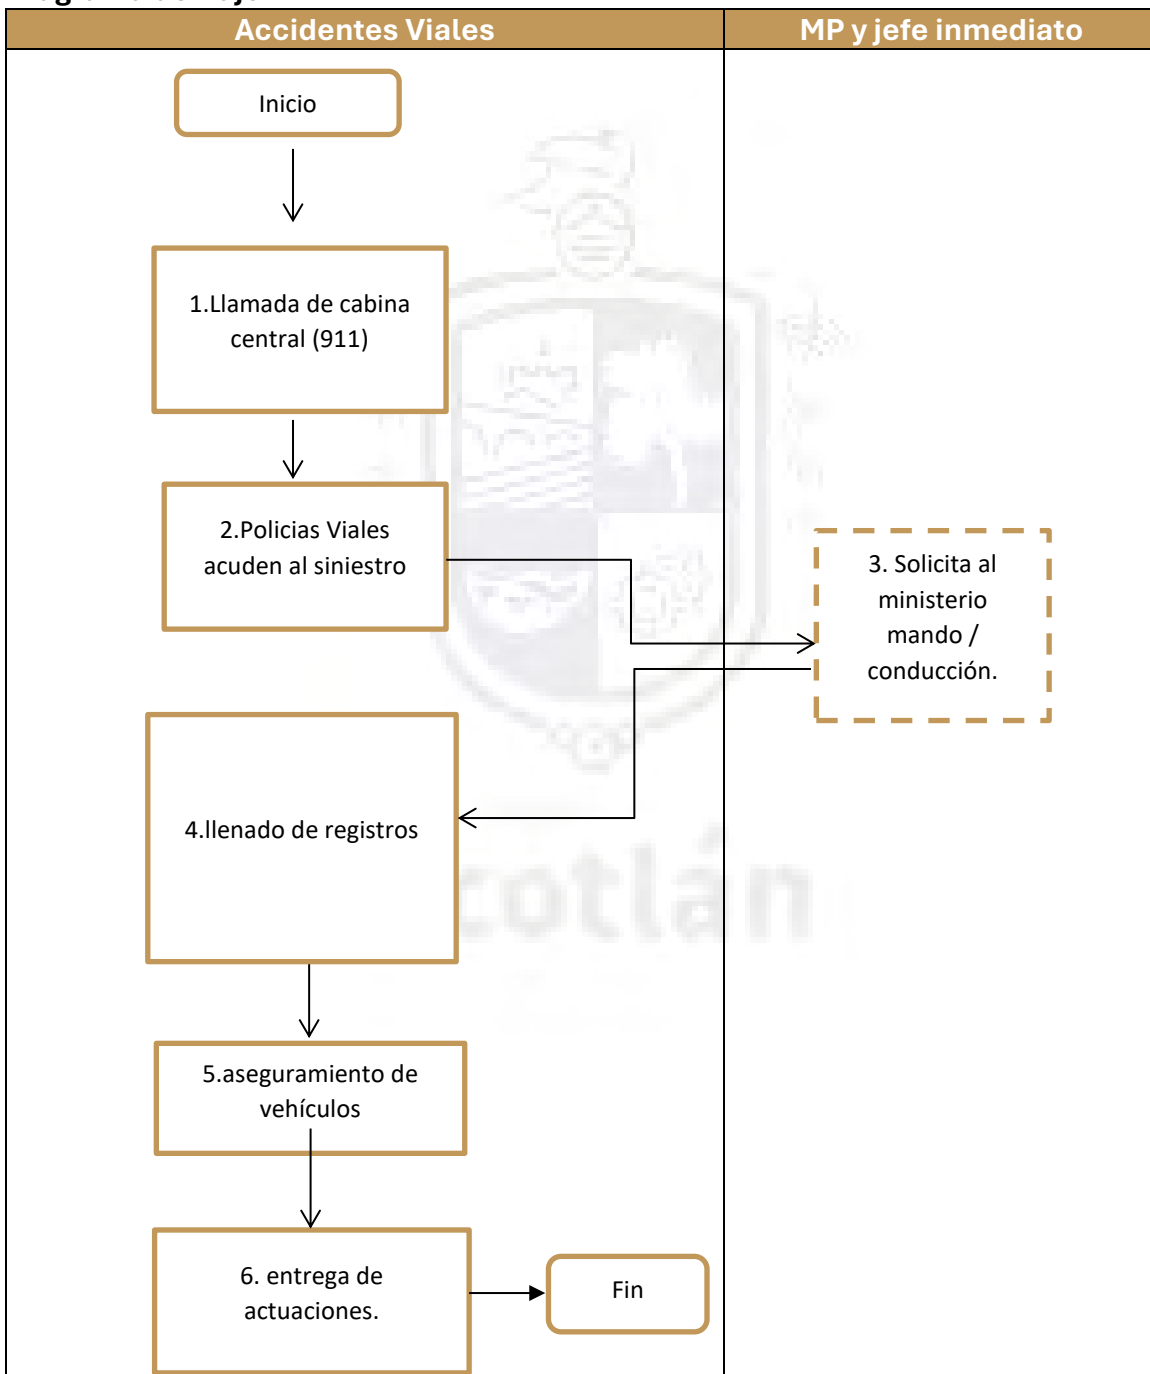 Accidentes Viales
MP y jefe inmediato
Inicio
1.Llamada de cabina
central (911)
2.Policias Viales
acuden al siniestro
3. Solicita al
ministerio
mando /
conducción.
4.llenado de registros
5.aseguramiento de
vehículos
6. entrega de
actuaciones.
Fin
cotlán